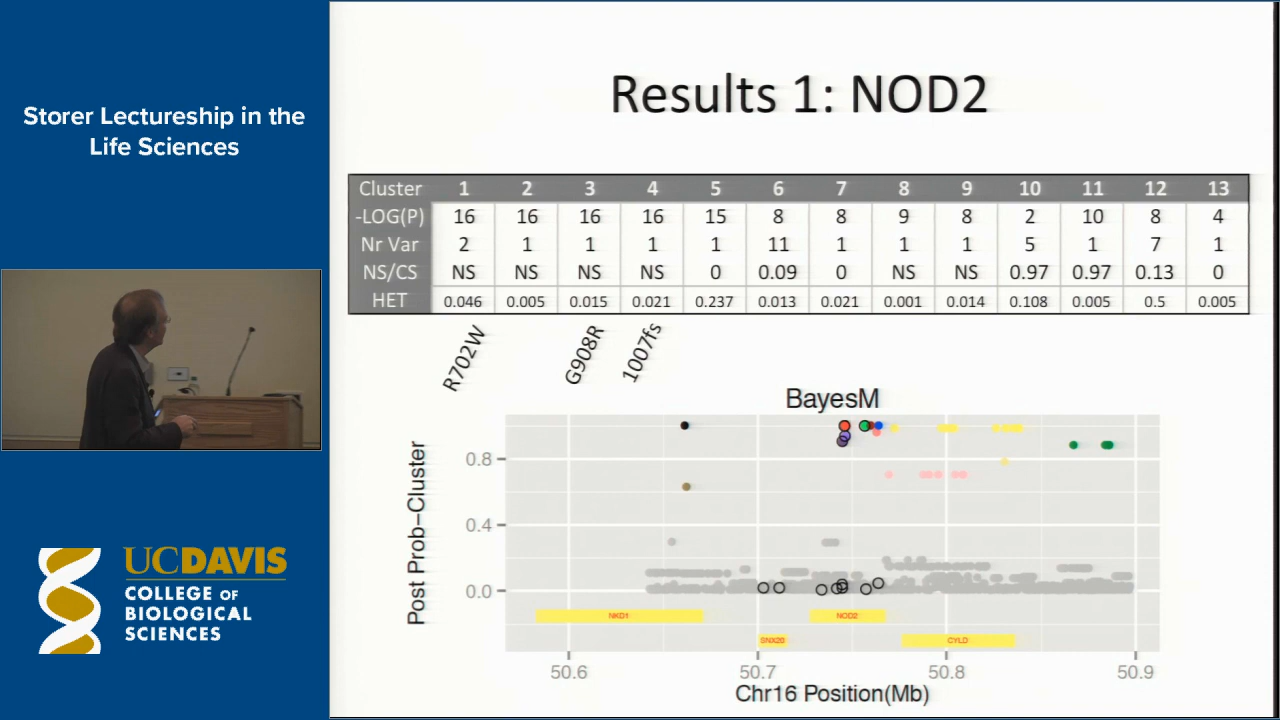 Storer Lectureship in the
Life Sciences
UCDAVIS
COLLEGE OF
BIOLOGICAL
SCIENCES
Results 1: NOD2
Cluster 1 2 3 4 5 6 7 8 9 10 11 12 13
-LOG(P) 16 16 16 16 15 8 8 9 8 2 10 8 4
Nr Var 2 1 1 1 1 11 1 1 1 5 1 7 1
NS/CS NS NS NS NS 0 0.09 0 NS NS 0.97 0.97 0.13 0
HET 0.046 0.005 0.015 0.021 0.237 0.013 0.021 0.001 0.014 0.108 0.005 0.5 0.005
R702W G908R 1007fs
BayesM
Post Prob-Cluster
0.8
0.4
0.0
NKD1 NOD2
SNX20 CYLD
50.6 50.7 50.8 50.9
Chr16 Position(Mb)